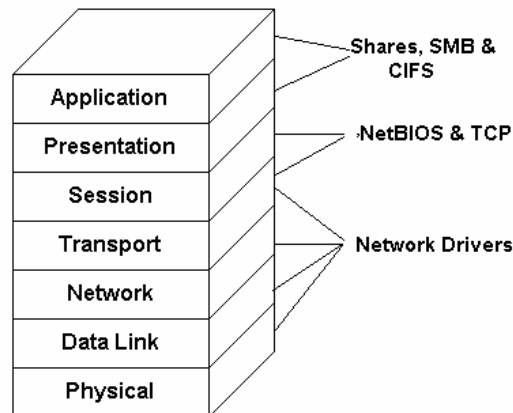 Application
Presentation
Session
Transport
Network
Data Link
Physical
Shares, SMB &
CIFS
NetBIOS & TCP
Network Drivers